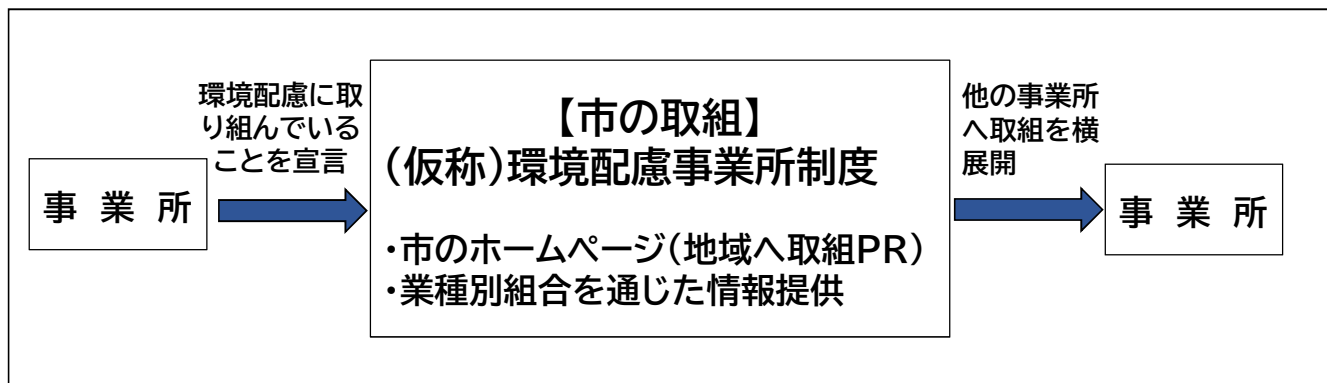 事 業 所
環境配慮に取
り組んでいる
ことを宣言
【市の取組】
(仮称)環境配慮事業所制度
・市のホームページ(地域へ取組PR)
・業種別組合を通じた情報提供
他の事業所
へ取組を横
展開
事 業 所